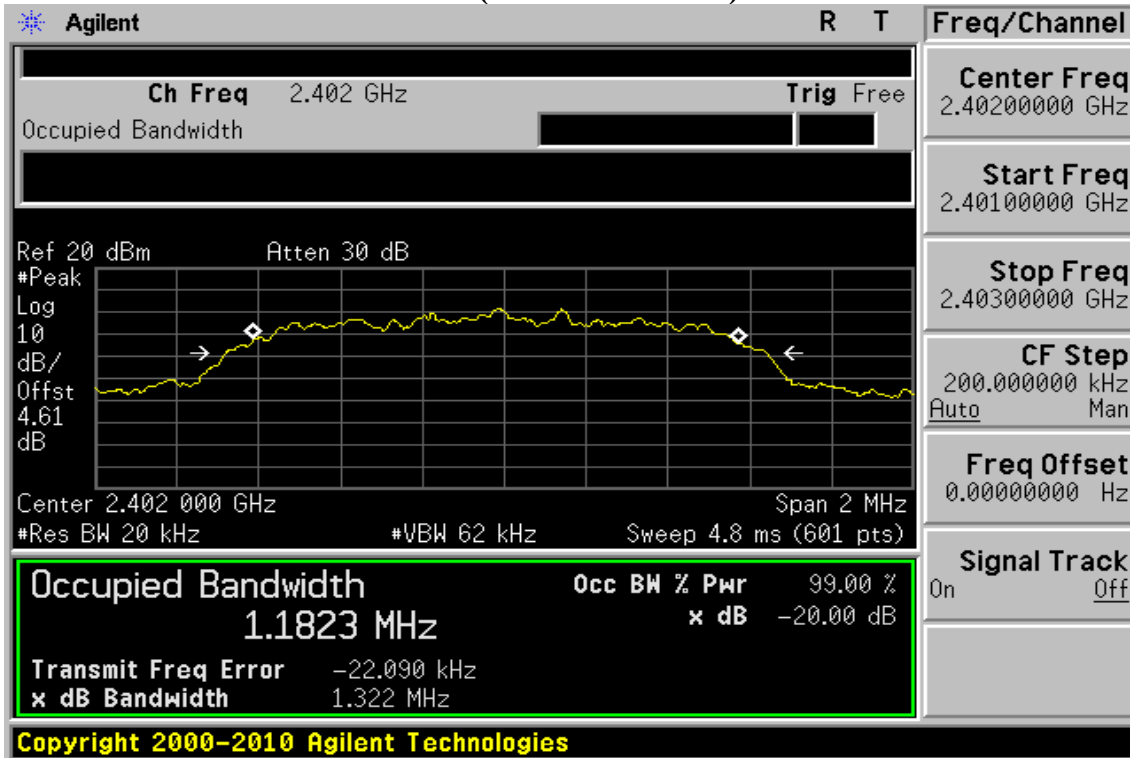 Agilent R T
Ch Freq 2.402 GHz Trig Free
Occupied Bandwidth
Ref 20 dBm Atten 30 dB
#Peak
Log
10
dB/
Offst
4.61
dB
Center 2.402 000 GHz Span 2 MHz
#Res BW 20 kHz #VBW 62 kHz Sweep 4.8 ms (601 pts)
Occupied Bandwidth Occ BW % Pwr 99.00 %
1.1823 MHz x dB -20.00 dB
Transmit Freq Error -22.090 kHz
x dB Bandwidth 1.322 MHz
Copyright 2000-2010 Agilent Technologies
Freq/Channel
Center Freq
2.40200000 GHz
Start Freq
2.40100000 GHz
Stop Freq
2.40300000 GHz
CF Step
200.000000 kHz
Auto Man
Freq Offset
0.00000000 Hz
Signal Track
On Off